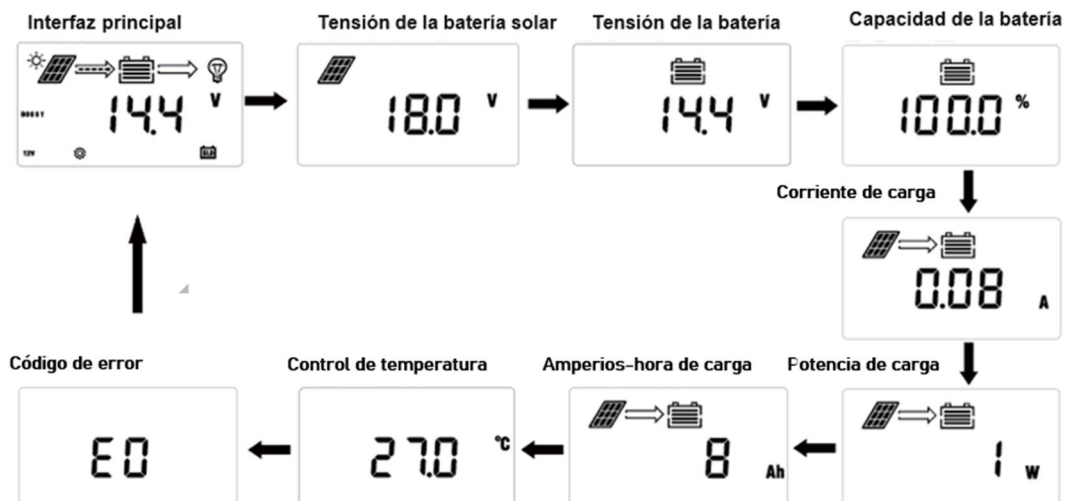 Interfaz principal
Tensión de la batería solar
Tensión de la batería
Capacidad de la batería
14.4 V
BOOST
12V
GLD
18.0 V
14.4 V
100.0 %
Corriente de carga
0.08 A
Código de error
Control de temperatura
Amperios-hora de carga
Potencia de carga
E0
27.0 °C
8 Ah
1 W